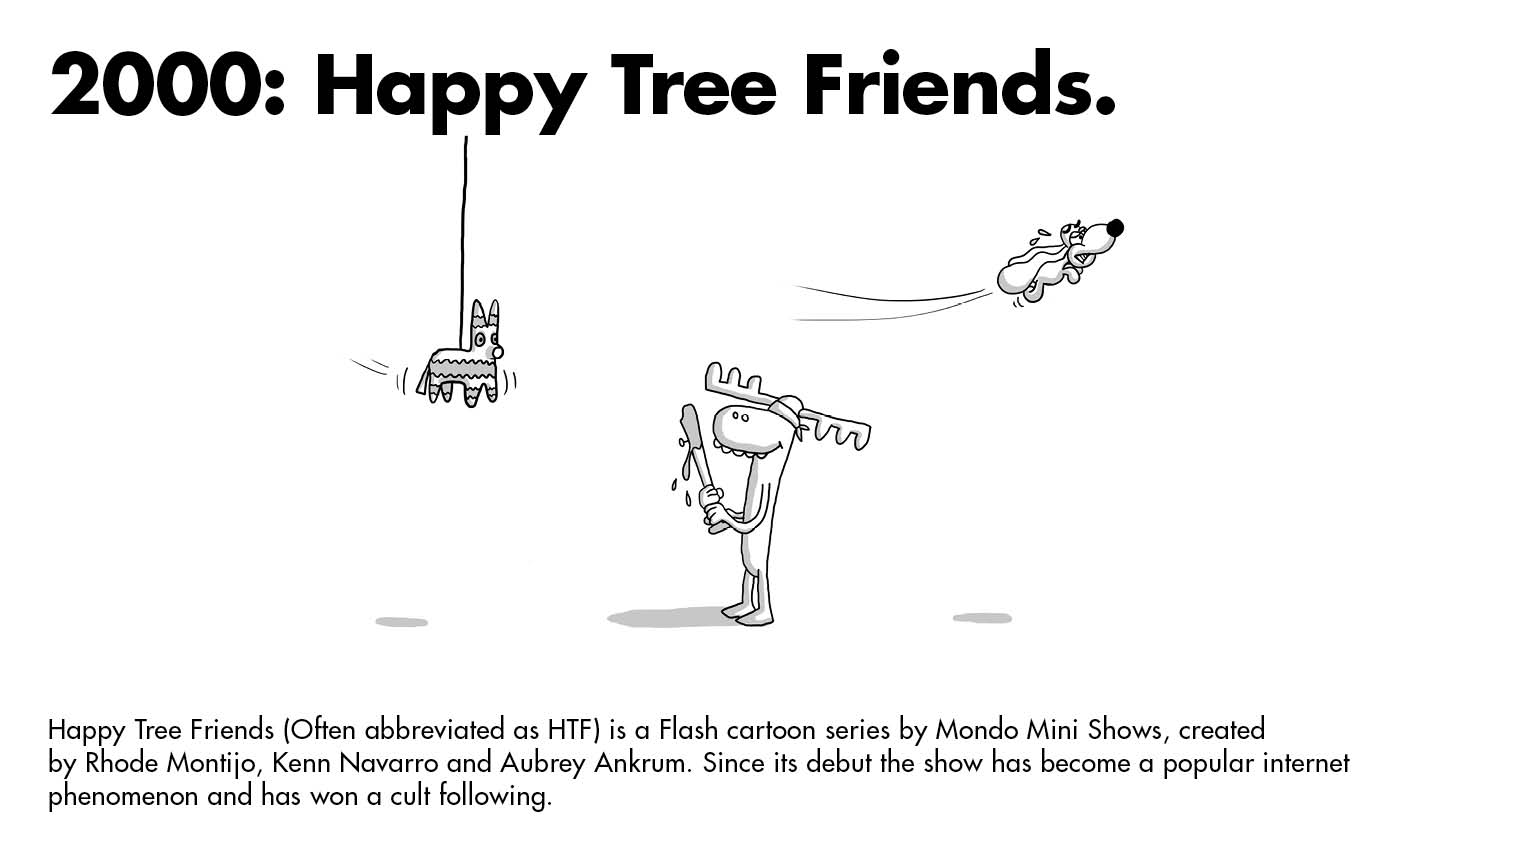 2000: Happy Tree Friends.
Happy Tree Friends (Often abbreviated as HTF) is a Flash cartoon series by Mondo Mini Shows, created
by Rhode Montijo, Kenn Navarro and Aubrey Ankrum. Since its debut the show has become a popular internet
phenomenon and has won a cult following.